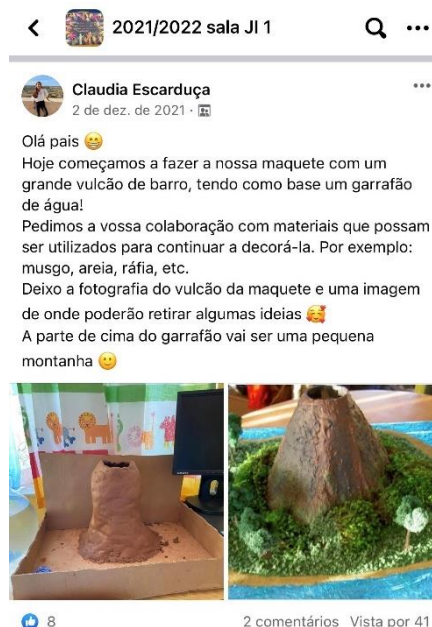 2021/2022 sala JI 1
Claudia Escarduça
2 de dez. de 2021 ·
Olá pais 😁
Hoje começamos a fazer a nossa maquete com um
grande vulcão de barro, tendo como base um garrafão
de água!
Pedimos a vossa colaboração com materiais que possam
ser utilizados para continuar a decorá-la. Por exemplo:
musgo, areia, ráfia, etc.
Deixo a fotografia do vulcão da maquete e uma imagem
de onde poderão retirar algumas ideias 🥰
A parte de cima do garrafão vai ser uma pequena
montanha 🙂
8
2 comentários Vista por 41